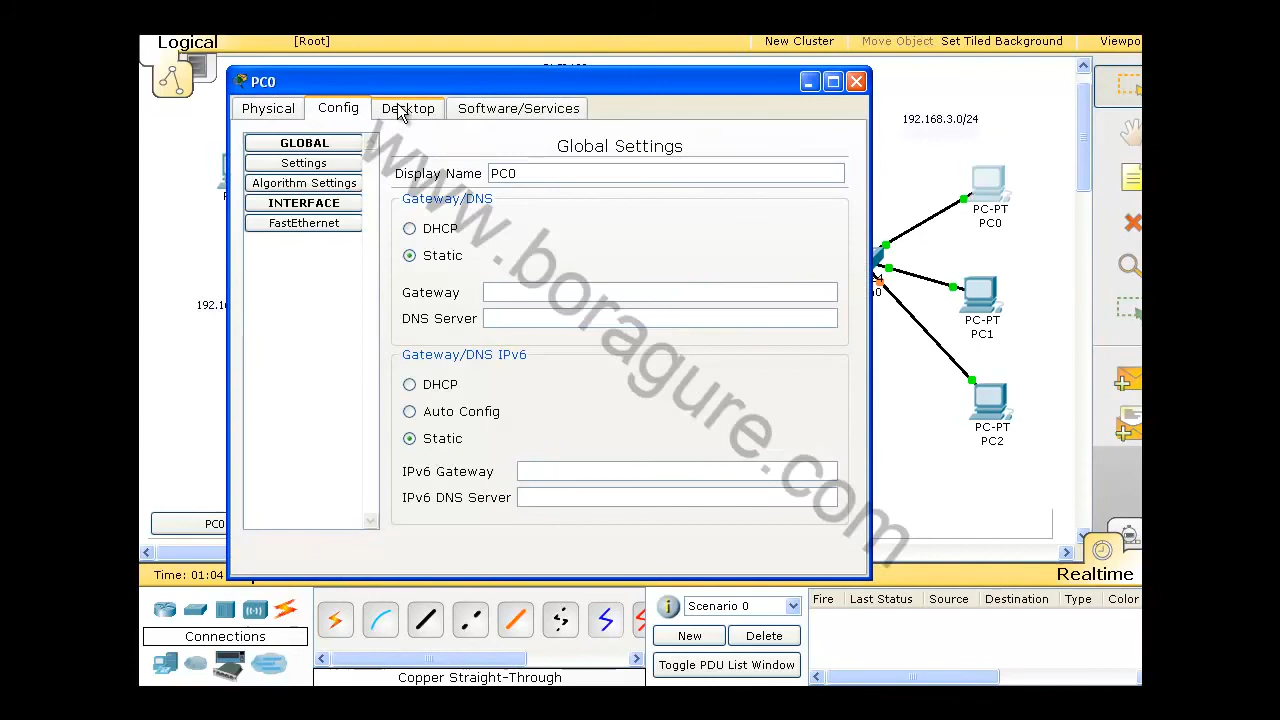 Logical
[Root]
New Cluster
Move Object
Set Tiled Background
Viewpo
PC0
Physical
Config
Desktop
Software/Services
GLOBAL
Settings
Algorithm Settings
INTERFACE
FastEthernet
Global Settings
Display Name PC0
Gateway/DNS
DHCP
Static
Gateway
DNS Server
Gateway/DNS IPv6
DHCP
Auto Config
Static
IPv6 Gateway
IPv6 DNS Server
www.boragure.com
192.168.3.0/24
PC-PT
PC0
PC-PT
PC1
PC-PT
PC2
192.16
PC0
Time: 01:04
Realtime
Connections
Copper Straight-Through
Scenario 0
New
Delete
Toggle PDU List Window
Fire
Last Status
Source
Destination
Type
Color